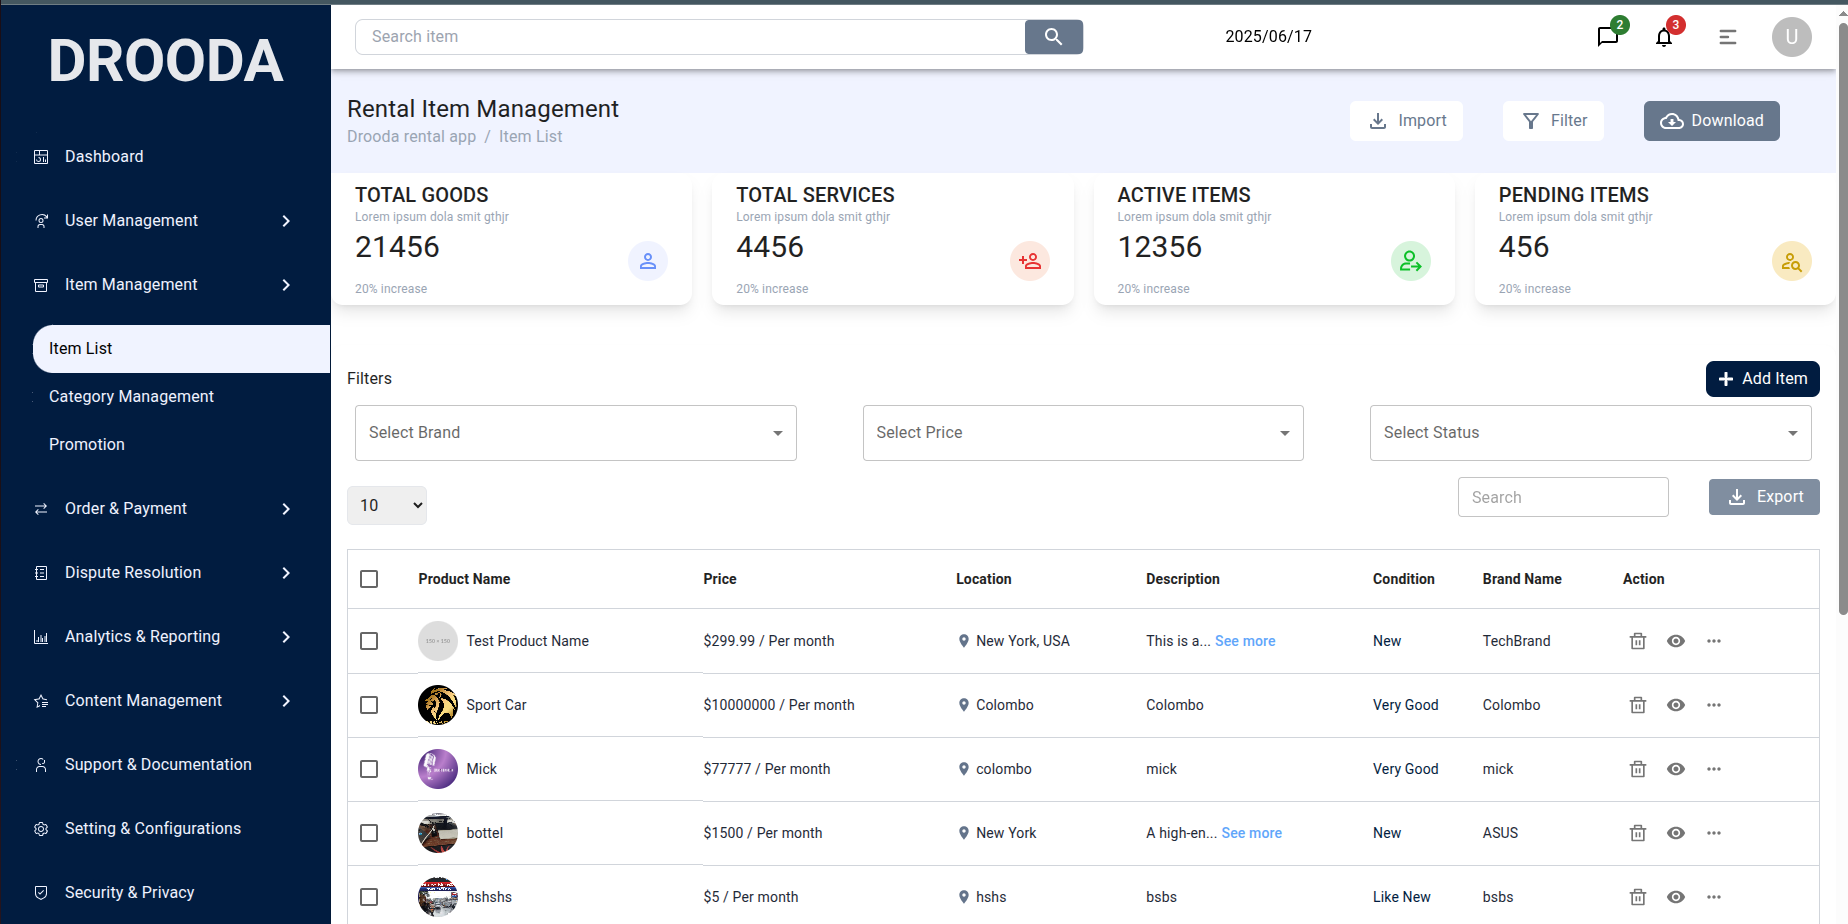 DROODA
Search item
2025/06/17
2
3
U
Dashboard
User Management
Item Management
Item List
Category Management
Promotion
Order & Payment
Dispute Resolution
Analytics & Reporting
Content Management
Support & Documentation
Setting & Configurations
Security & Privacy
Rental Item Management
Drooda rental app / Item List
Import
Filter
Download
TOTAL GOODS
Lorem ipsum dola smit gthjr
21456
20% increase
TOTAL SERVICES
Lorem ipsum dola smit gthjr
4456
20% increase
ACTIVE ITEMS
Lorem ipsum dola smit gthjr
12356
20% increase
PENDING ITEMS
Lorem ipsum dola smit gthjr
456
20% increase
Filters
Add Item
Select Brand
Select Price
Select Status
10
Search
Export
Product Name Price Location Description Condition Brand Name Action
Test Product Name $299.99 / Per month New York, USA This is a... See more New TechBrand
Sport Car $10000000 / Per month Colombo Colombo Very Good Colombo
Mick $77777 / Per month colombo mick Very Good mick
bottel $1500 / Per month New York A high-en... See more New ASUS
hshshs $5 / Per month hshs bsbs Like New bsbs